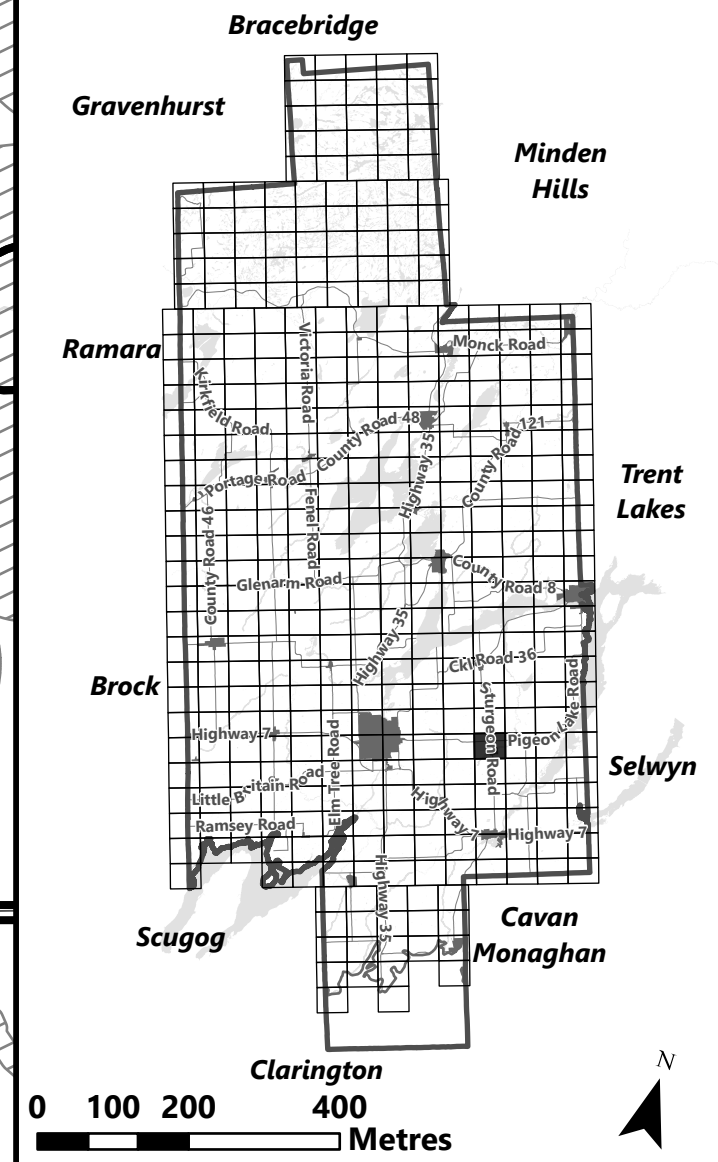 Bracebridge
Gravenhurst
Minden
Hills
Ramara
Monck Road
Victoria Road
Kirkfield Road
County Road 48
121
County Road
Highway 35
Trent
Lakes
Portage Road
Fenel Road
County Road 46
Glenarm Road
County Road 8
Highway 35
Ckl Road 36
Brock
Sturgeon Road
Pigeon Lake Road
Highway 7
Elm Tree Road
Selwyn
Little Britain Road
Ramsey Road
Highway 7
Highway 7
Highway 35
Scugog
Cavan
Monaghan
Clarington
N
0 100 200 400
Metres